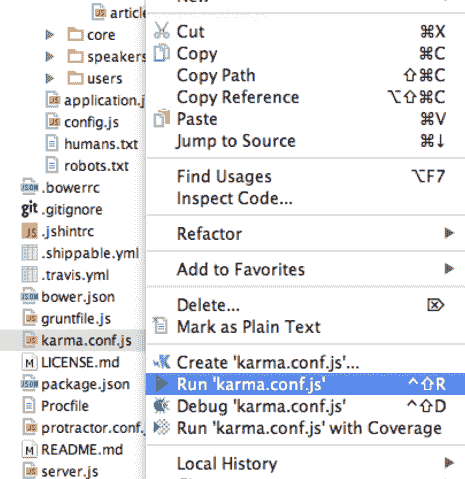 article
core
speakers
users
application.j
config.js
humans.txt
robots.txt
.bowerrc
.gitignore
.jshintrc
.shippable.yml
.travis.yml
bower.json
gruntfile.js
karma.conf.js
LICENSE.md
package.json
Procfile
protractor.conf.
README.md
server.js
Cut ⌘X
Copy ⌘C
Copy Path ⇧⌘C
Copy Reference ⌥⇧⌘C
Paste ⌘V
Jump to Source ⌘↓
Find Usages ⌥F7
Inspect Code...
Refactor
Add to Favorites
Delete... ⌦
Mark as Plain Text
Create 'karma.conf.js'...
Run 'karma.conf.js' ^⇧R
Debug 'karma.conf.js' ^⇧D
Run 'karma.conf.js' with Coverage
Local History